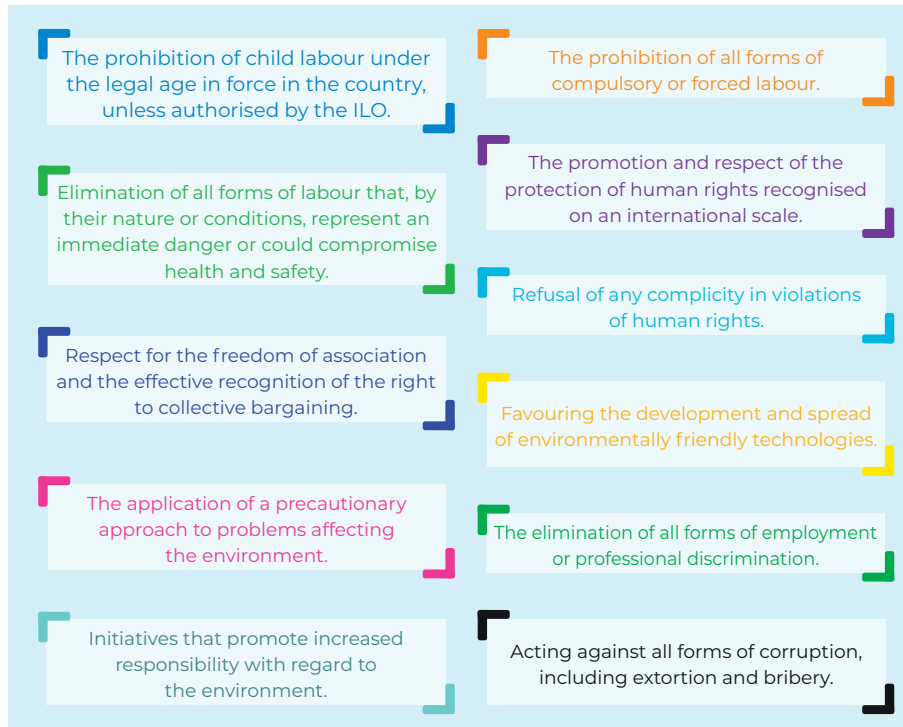 The prohibition of child labour under
the legal age in force in the country,
unless authorised by the ILO.
Elimination of all forms of labour that, by
their nature or conditions, represent an
immediate danger or could compromise
health and safety.
Respect for the freedom of association
and the effective recognition of the right
to collective bargaining.
The application of a precautionary
approach to problems affecting
the environment.
Initiatives that promote increased
responsibility with regard to
the environment.
The prohibition of all forms of
compulsory or forced labour.
The promotion and respect of the
protection of human rights recognised
on an international scale.
Refusal of any complicity in violations
of human rights.
Favouring the development and spread
of environmentally friendly technologies.
The elimination of all forms of employment
or professional discrimination.
Acting against all forms of corruption,
including extortion and bribery.